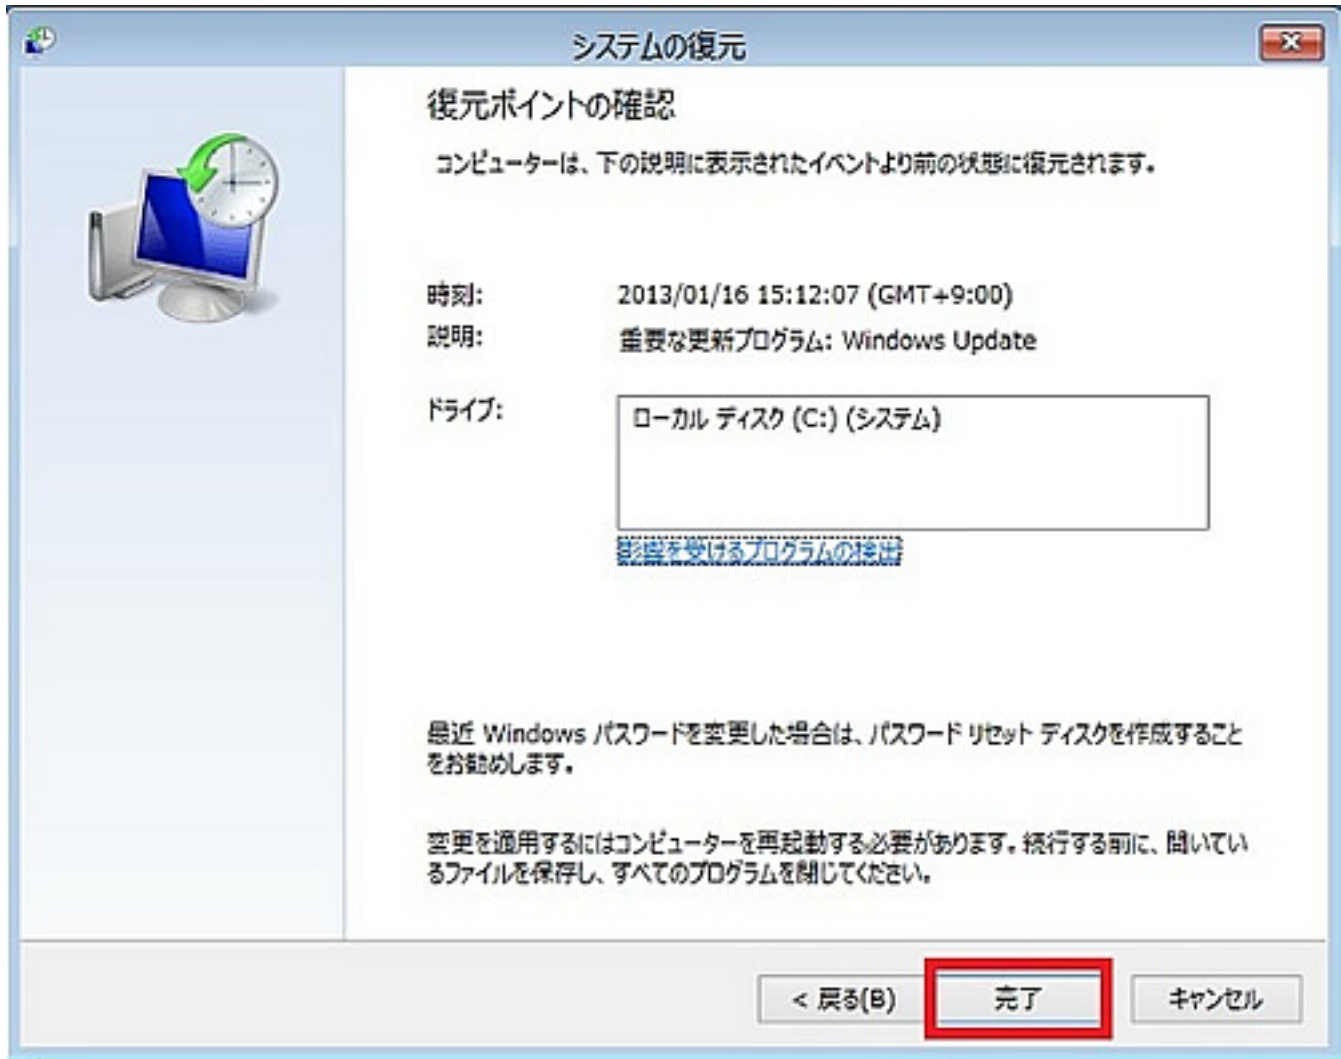 システムの復元
復元ポイントの確認
コンピューターは、下の説明に表示されたイベントより前の状態に復元されます。
時刻: 2013/01/16 15:12:07 (GMT+9:00)
説明: 重要な更新プログラム: Windows Update
ドライブ: ローカル ディスク (C:) (システム)
影響を受けるプログラムの検出
最近 Windows パスワードを変更した場合は、パスワード リセット ディスクを作成すること
をお勧めします。
変更を適用するにはコンピューターを再起動する必要があります。続行する前に、開いてい
るファイルを保存し、すべてのプログラムを閉じてください。
< 戻る(B) 完了 キャンセル